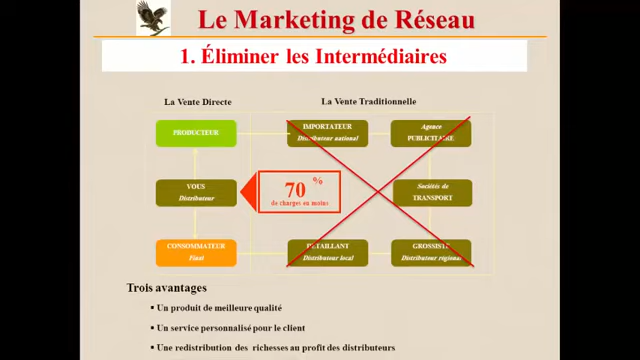 Le Marketing de Réseau
1. Éliminer les Intermédiaires
La Vente Directe
La Vente Traditionnelle
PRODUCTEUR
IMPORTATEUR
Distributeur national
Agence
PUBLICITAIRE
VOUS
Distributeur
70 %
de charges en moins
Sociétés de
TRANSPORT
CONSOMMATEUR
Final
DETAILLANT
Distributeur local
GROSSISTE
Distributeur régional
Trois avantages
▪ Un produit de meilleure qualité
▪ Un service personnalisé pour le client
▪ Une redistribution des richesses au profit des distributeurs